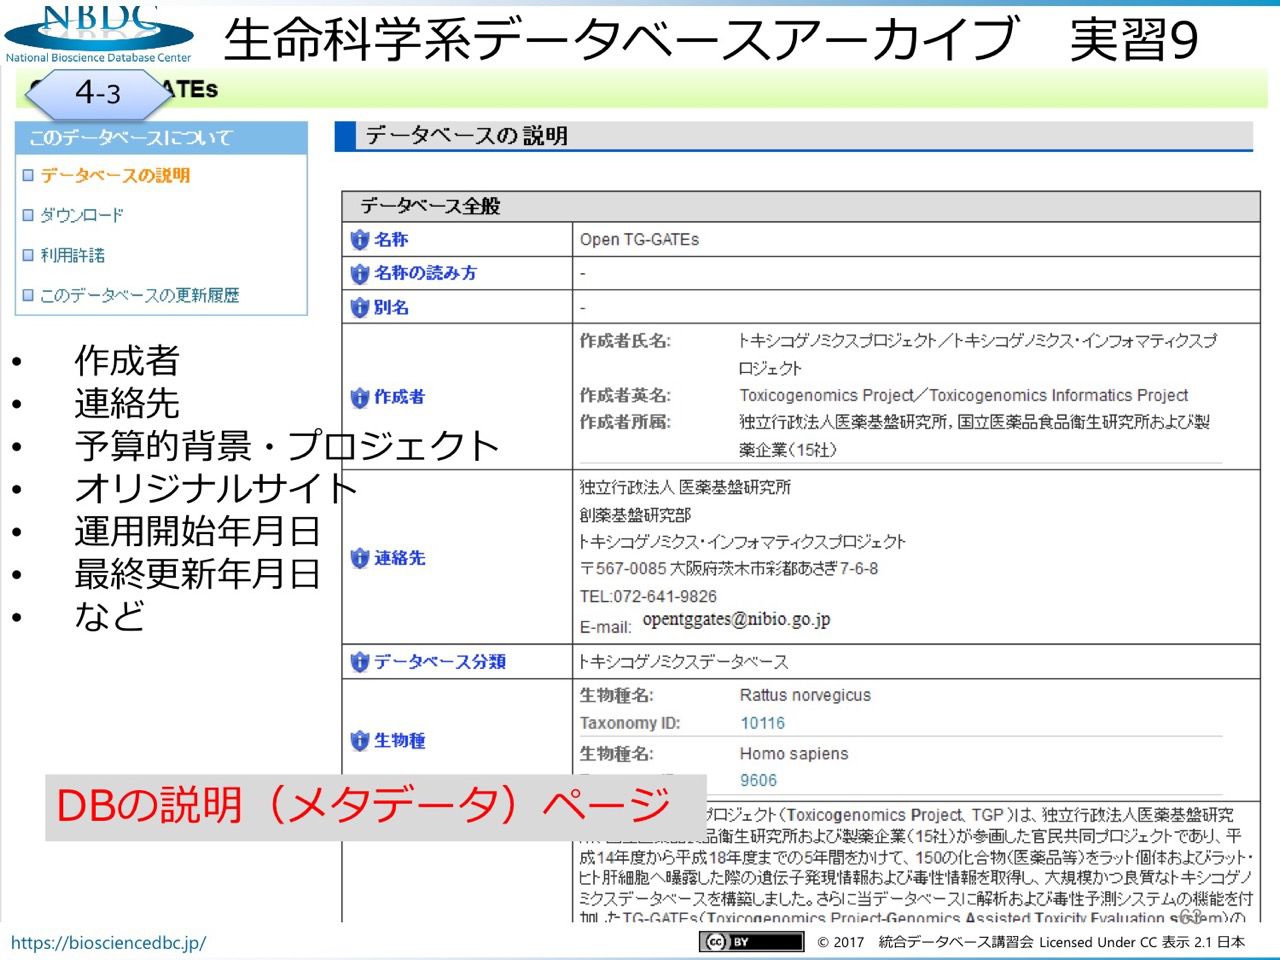 NBDC
National Bioscience Database Center
生命科学系データベースアーカイブ 実習9
4-3
ATEs
このデータベースについて
データベースの説明
ダウンロード
利用許諾
このデータベースの更新履歴
• 作成者
• 連絡先
• 予算的背景・プロジェクト
• オリジナルサイト
• 運用開始年月日
• 最終更新年月日
• など
データベースの説明
データベース全般
名称 Open TG-GATEs
名称の読み方 -
別名 -
作成者
作成者氏名: トキシコゲノミクスプロジェクト／トキシコゲノミクス・インフォマティクスプ
ロジェクト
作成者英名: Toxicogenomics Project／Toxicogenomics Informatics Project
作成者所属: 独立行政法人医薬基盤研究所, 国立医薬品食品衛生研究所および製
薬企業(15社)
連絡先
独立行政法人 医薬基盤研究所
創薬基盤研究部
トキシコゲノミクス・インフォマティクスプロジェクト
〒567-0085 大阪府茨木市彩都あさぎ7-6-8
TEL:072-641-9826
E-mail: opentggates@nibio.go.jp
データベース分類 トキシコゲノミクスデータベース
生物種
生物種名: Rattus norvegicus
Taxonomy ID: 10116
生物種名: Homo sapiens
9606
DBの説明（メタデータ）ページ
プロジェクト(Toxicogenomics Project, TGP)は、独立行政法人医薬基盤研究
品衛生研究所および製薬企業(15社)が参画した官民共同プロジェクトであり、平
成14年度から平成18年度までの5年間をかけて、150の化合物(医薬品等)をラット個体およびラット・
ヒト肝細胞へ曝露した際の遺伝子発現情報および毒性情報を取得し、大規模かつ良質なトキシコゲノ
ミクスデータベースを構築しました。さらに当データベースに解析および毒性予測システムの機能を付
加したTG-GATEs(Toxicogenomics Project-Genomics Assisted Toxicity Evaluation system)の
63
https://biosciencedbc.jp/
cc BY
© 2017 統合データベース講習会 Licensed Under CC 表示 2.1 日本